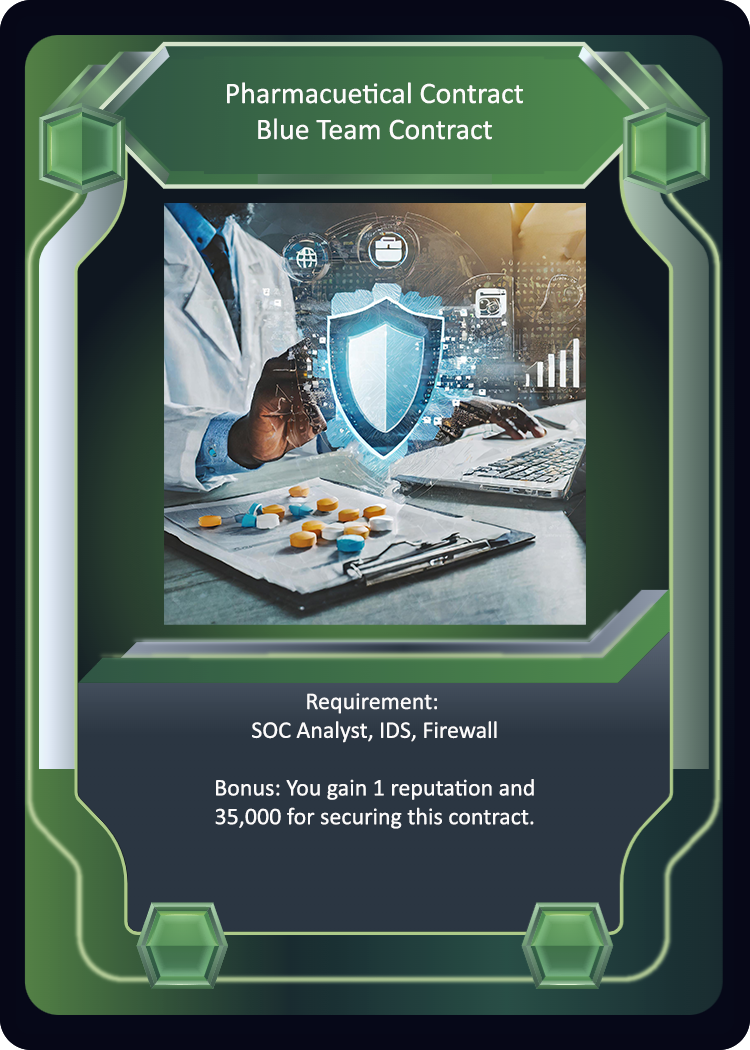 Pharmacuetical Contract
Blue Team Contract
Requirement:
SOC Analyst, IDS, Firewall
Bonus: You gain 1 reputation and
35,000 for securing this contract.